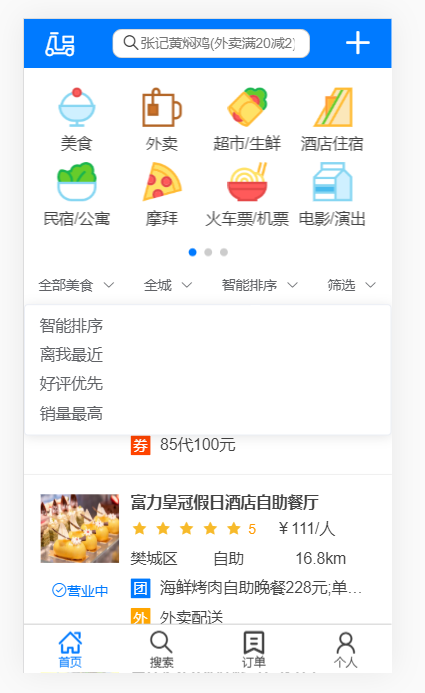 张记黄焖鸡(外卖满20减2)
美食 外卖 超市/生鲜 酒店住宿
民宿/公寓 摩拜 火车票/机票 电影/演出
全部美食 全城 智能排序 筛选
智能排序
离我最近
好评优先
销量最高
券 85代100元
富力皇冠假日酒店自助餐厅
5 ¥111/人
樊城区 自助 16.8km
营业中 团 海鲜烤肉自助晚餐228元;单…
外 外卖配送
首页 搜索 订单 个人